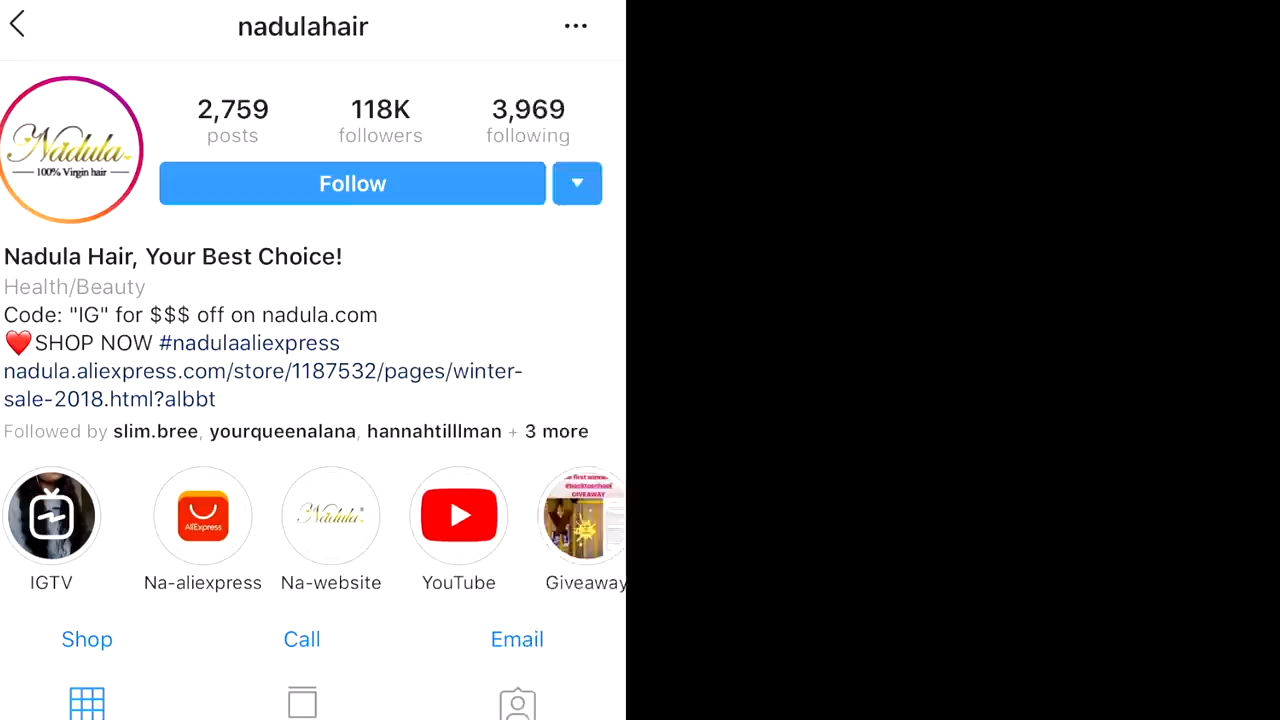 nadulahair
2,759 118K 3,969
posts followers following
Nadula
100% Virgin hair
Follow
Nadula Hair, Your Best Choice!
Health/Beauty
Code: "IG" for $$$ off on nadula.com
❤️SHOP NOW #nadulaaliexpress
nadula.aliexpress.com/store/1187532/pages/winter-
sale-2018.html?albbt
Followed by slim.bree, yourqueenalana, hannahtilllman + 3 more
AliExpress
Nadula
#backtoschool
GIVEAWAY
IGTV Na-aliexpress Na-website YouTube Giveaway
Shop Call Email